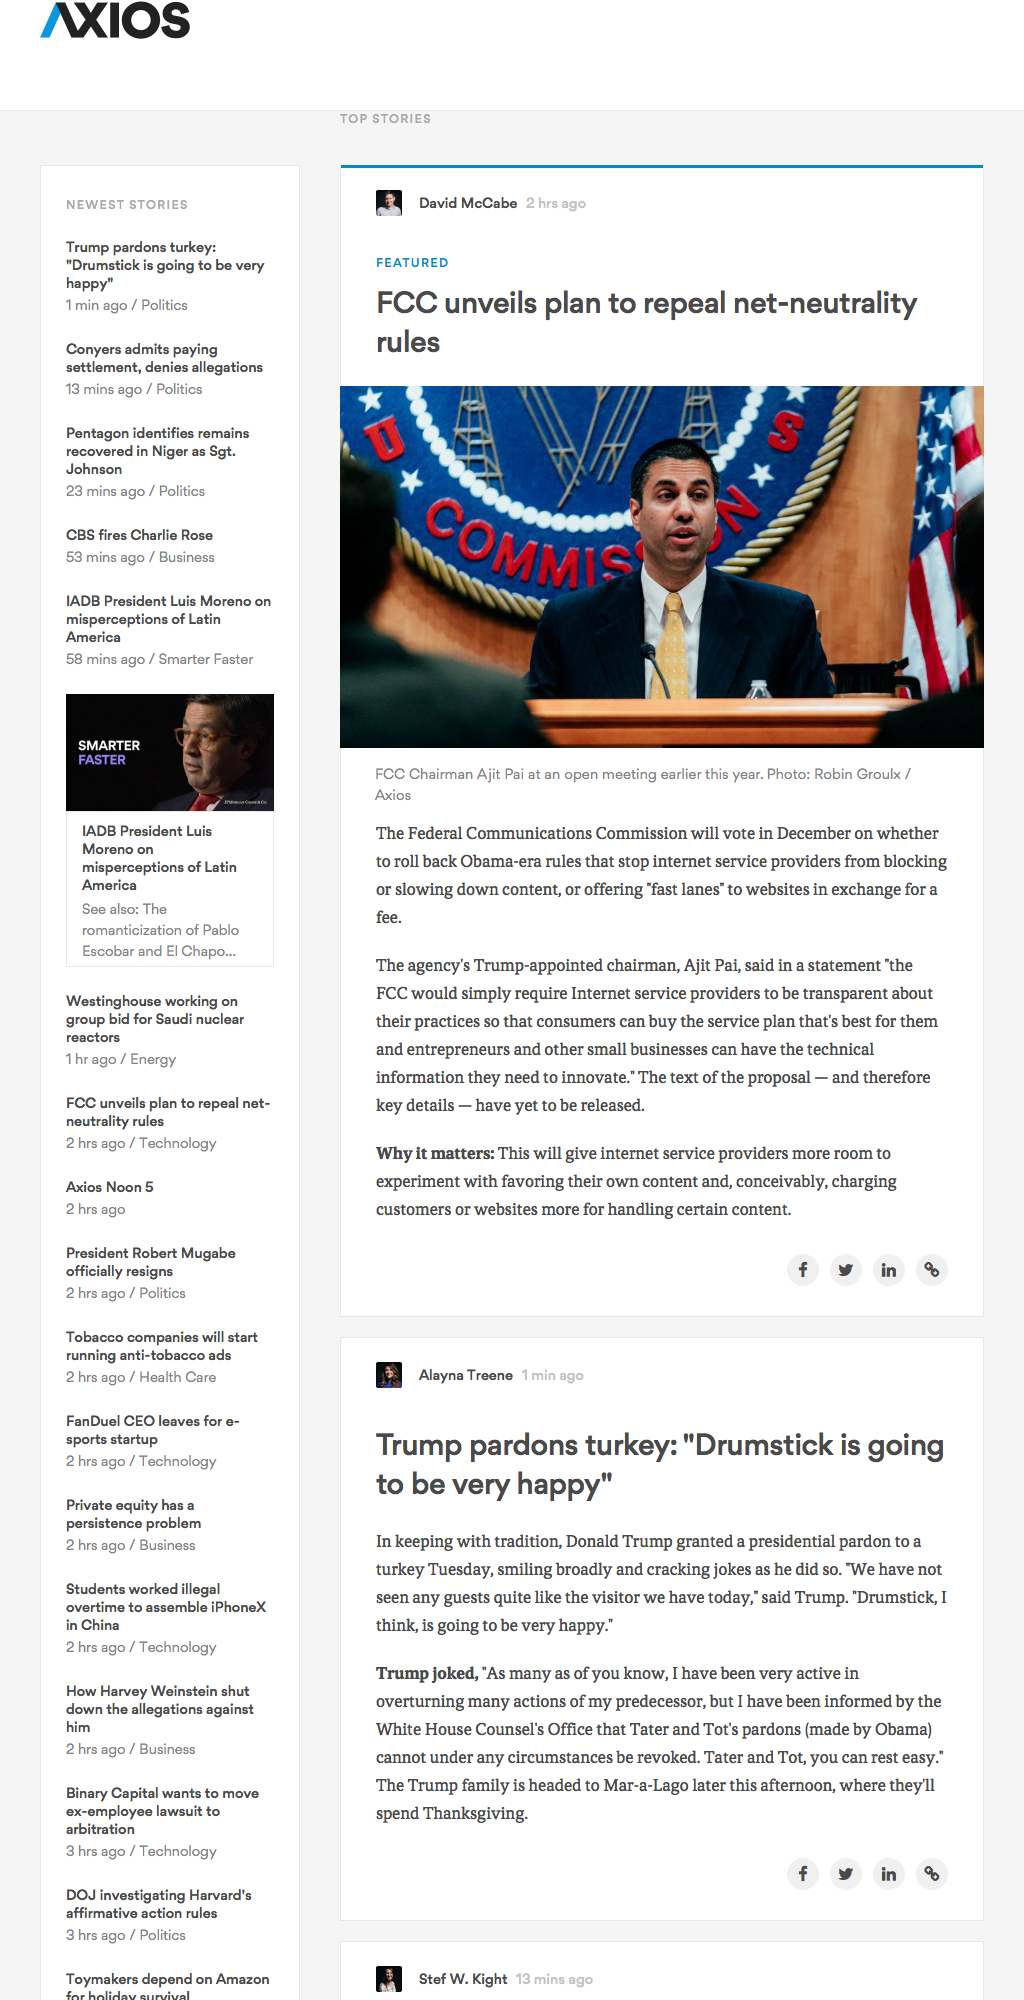 AXIOS
TOP STORIES
NEWEST STORIES
Trump pardons turkey:
"Drumstick is going to be very
happy"
1 min ago / Politics
Conyers admits paying
settlement, denies allegations
13 mins ago / Politics
Pentagon identifies remains
recovered in Niger as Sgt.
Johnson
23 mins ago / Politics
CBS fires Charlie Rose
53 mins ago / Business
IADB President Luis Moreno on
misperceptions of Latin
America
58 mins ago / Smarter Faster
SMARTER
FASTER
JPMorgan Chase & Co.
IADB President Luis
Moreno on
misperceptions of Latin
America
See also: The
romanticization of Pablo
Escobar and El Chapo...
Westinghouse working on
group bid for Saudi nuclear
reactors
1 hr ago / Energy
FCC unveils plan to repeal net-
neutrality rules
2 hrs ago / Technology
Axios Noon 5
2 hrs ago
President Robert Mugabe
officially resigns
2 hrs ago / Politics
Tobacco companies will start
running anti-tobacco ads
2 hrs ago / Health Care
FanDuel CEO leaves for e-
sports startup
2 hrs ago / Technology
Private equity has a
persistence problem
2 hrs ago / Business
Students worked illegal
overtime to assemble iPhoneX
in China
2 hrs ago / Technology
How Harvey Weinstein shut
down the allegations against
him
2 hrs ago / Business
Binary Capital wants to move
ex-employee lawsuit to
arbitration
3 hrs ago / Technology
DOJ investigating Harvard's
affirmative action rules
3 hrs ago / Politics
Toymakers depend on Amazon
for holiday survival
David McCabe 2 hrs ago
FEATURED
FCC unveils plan to repeal net-neutrality
rules
U S
COMMISSION
FCC Chairman Ajit Pai at an open meeting earlier this year. Photo: Robin Groulx /
Axios
The Federal Communications Commission will vote in December on whether
to roll back Obama-era rules that stop internet service providers from blocking
or slowing down content, or offering "fast lanes" to websites in exchange for a
fee.
The agency's Trump-appointed chairman, Ajit Pai, said in a statement "the
FCC would simply require Internet service providers to be transparent about
their practices so that consumers can buy the service plan that's best for them
and entrepreneurs and other small businesses can have the technical
information they need to innovate." The text of the proposal — and therefore
key details — have yet to be released.
Why it matters: This will give internet service providers more room to
experiment with favoring their own content and, conceivably, charging
customers or websites more for handling certain content.
Alayna Treene 1 min ago
Trump pardons turkey: "Drumstick is going
to be very happy"
In keeping with tradition, Donald Trump granted a presidential pardon to a
turkey Tuesday, smiling broadly and cracking jokes as he did so. "We have not
seen any guests quite like the visitor we have today," said Trump. "Drumstick, I
think, is going to be very happy."
Trump joked, "As many as of you know, I have been very active in
overturning many actions of my predecessor, but I have been informed by the
White House Counsel's Office that Tater and Tot's pardons (made by Obama)
cannot under any circumstances be revoked. Tater and Tot, you can rest easy."
The Trump family is headed to Mar-a-Lago later this afternoon, where they'll
spend Thanksgiving.
Stef W. Kight 13 mins ago